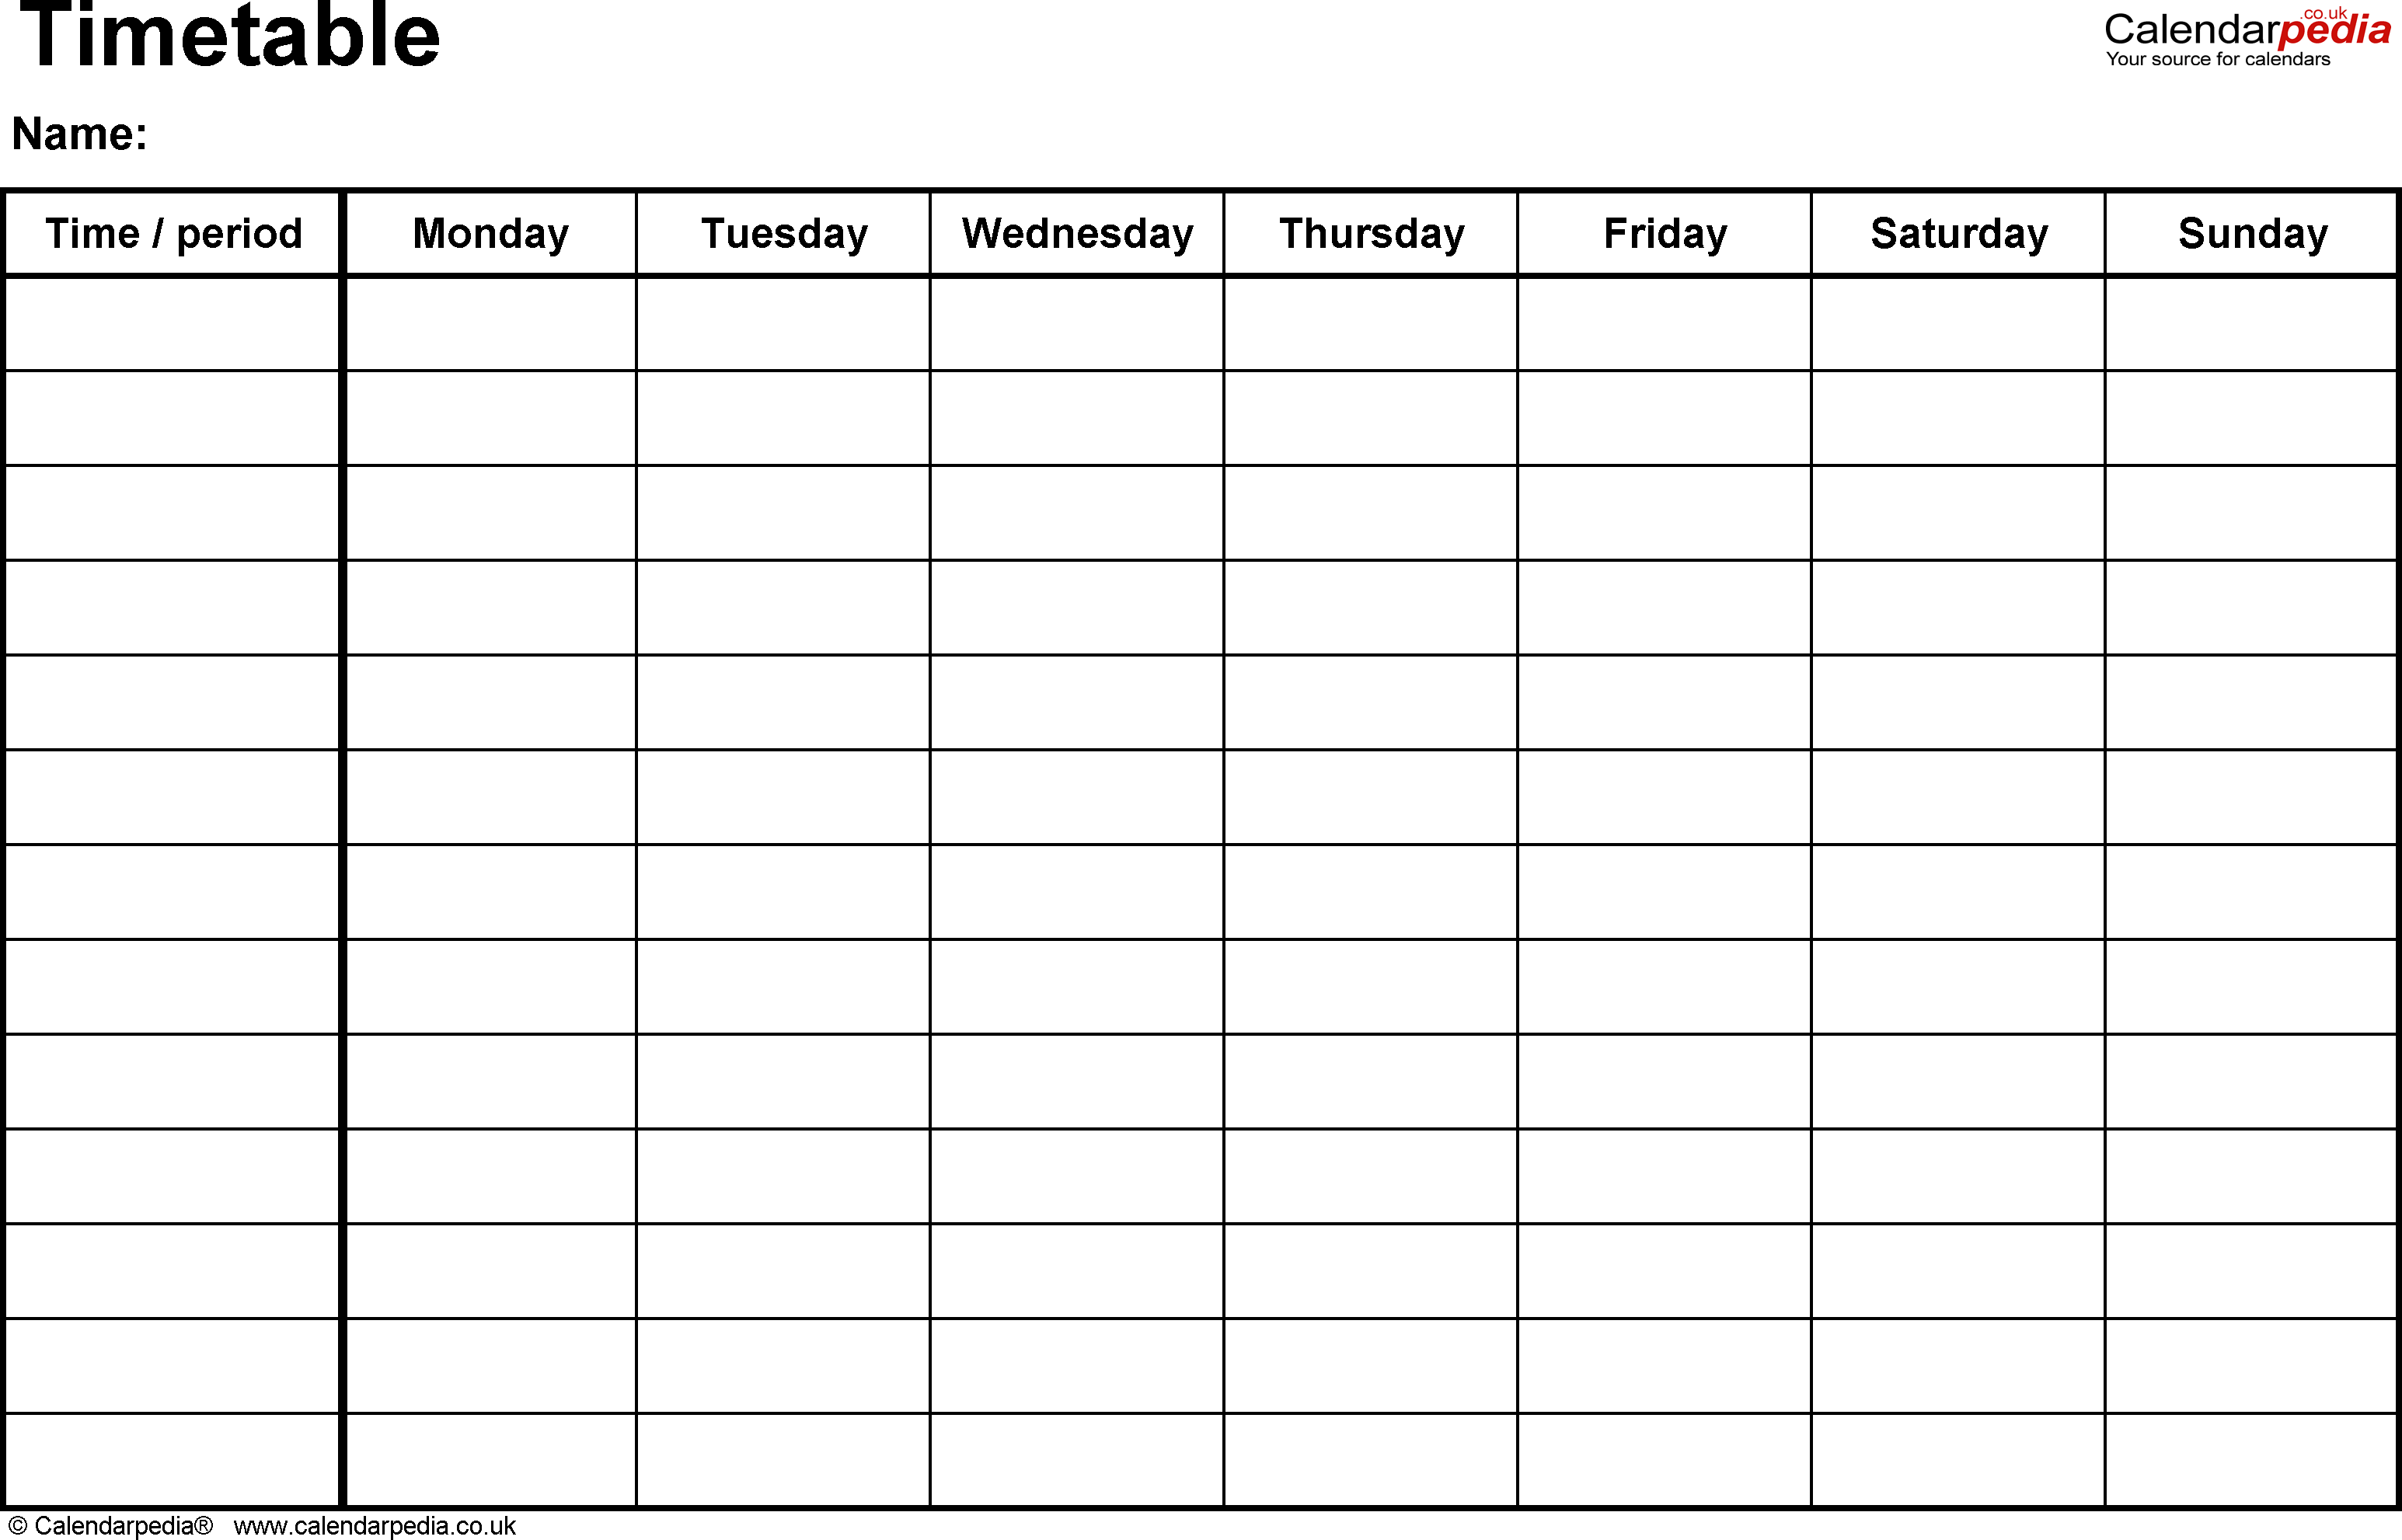 Timetable
Calendarpedia.co.uk
Your source for calendars
Name:
Time / period Monday Tuesday Wednesday Thursday Friday Saturday Sunday
© Calendarpedia® www.calendarpedia.co.uk